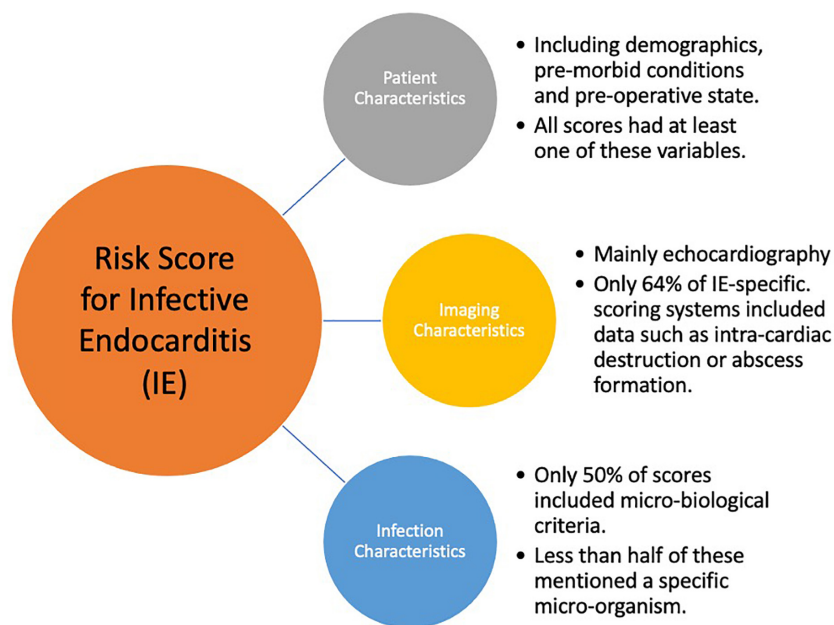 Risk Score
for Infective
Endocarditis
(IE)
Patient
Characteristics
• Including demographics,
pre-morbid conditions
and pre-operative state.
• All scores had at least
one of these variables.
Imaging
Characteristics
• Mainly echocardiography
• Only 64% of IE-specific.
scoring systems included
data such as intra-cardiac
destruction or abscess
formation.
Infection
Characteristics
• Only 50% of scores
included micro-biological
criteria.
• Less than half of these
mentioned a specific
micro-organism.